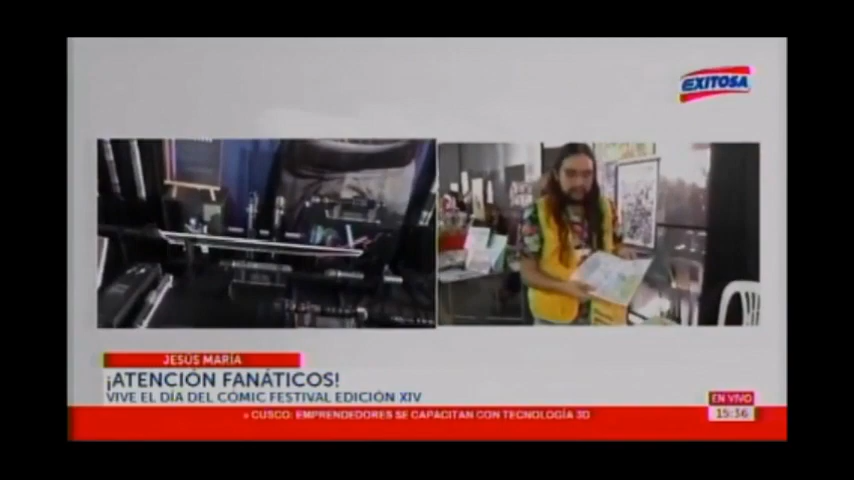 EXITOSA
JESÚS MARÍA
¡ATENCIÓN FANÁTICOS!
VIVE EL DÍA DEL CÓMIC FESTIVAL EDICIÓN XIV
EN VIVO
15:36
» CUSCO: EMPRENDEDORES SE CAPACITAN CON TECNOLOGÍA 3D